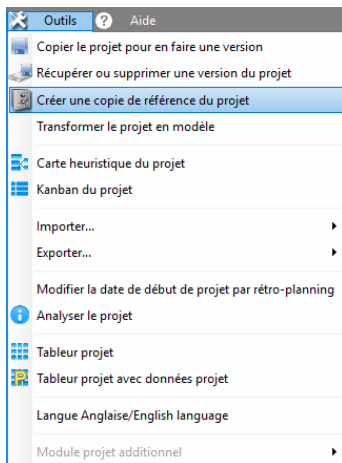 Outils ? Aide
Copier le projet pour en faire une version
Récupérer ou supprimer une version du projet
Créer une copie de référence du projet
Transformer le projet en modèle
Carte heuristique du projet
Kanban du projet
Importer...
Exporter...
Modifier la date de début de projet par rétro-planning
Analyser le projet
Tableur projet
Tableur projet avec données projet
Langue Anglaise/English language
Module projet additionnel